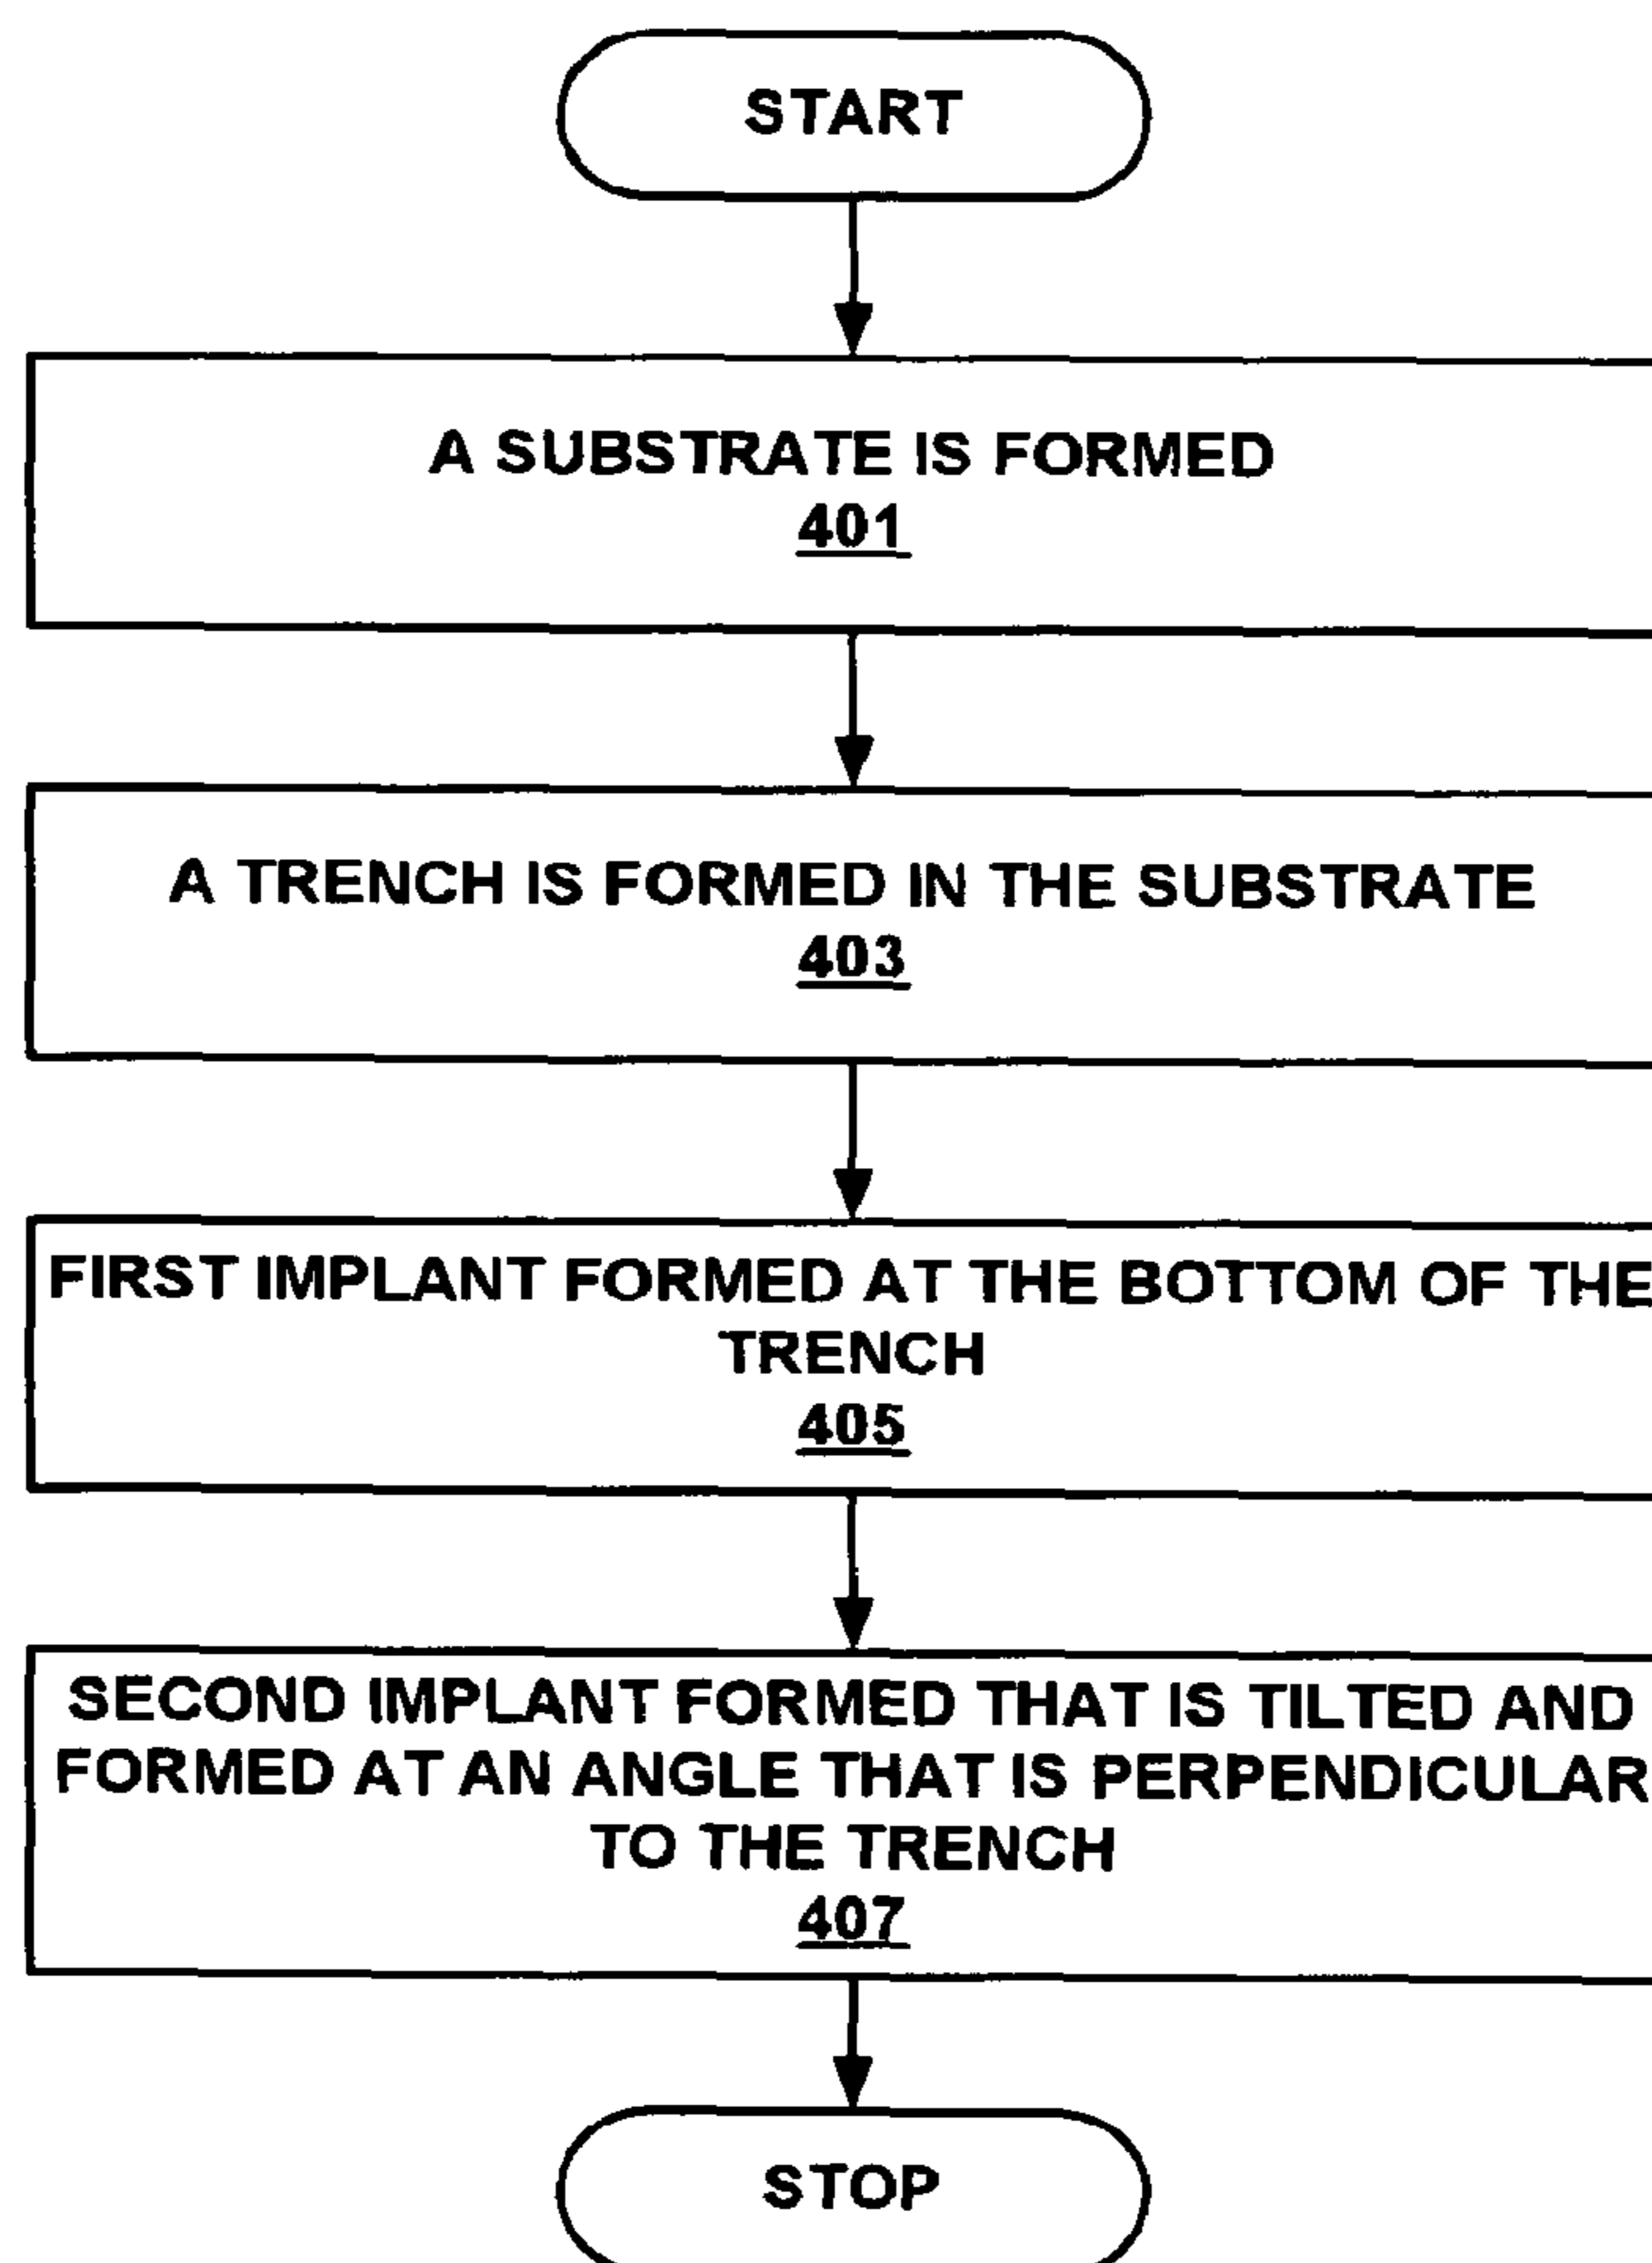 START
A SUBSTRATE IS FORMED
401
A TRENCH IS FORMED IN THE SUBSTRATE
403
FIRST IMPLANT FORMED AT THE BOTTOM OF THE
TRENCH
405
SECOND IMPLANT FORMED THAT IS TILTED AND
FORMED AT AN ANGLE THAT IS PERPENDICULAR
TO THE TRENCH
407
STOP